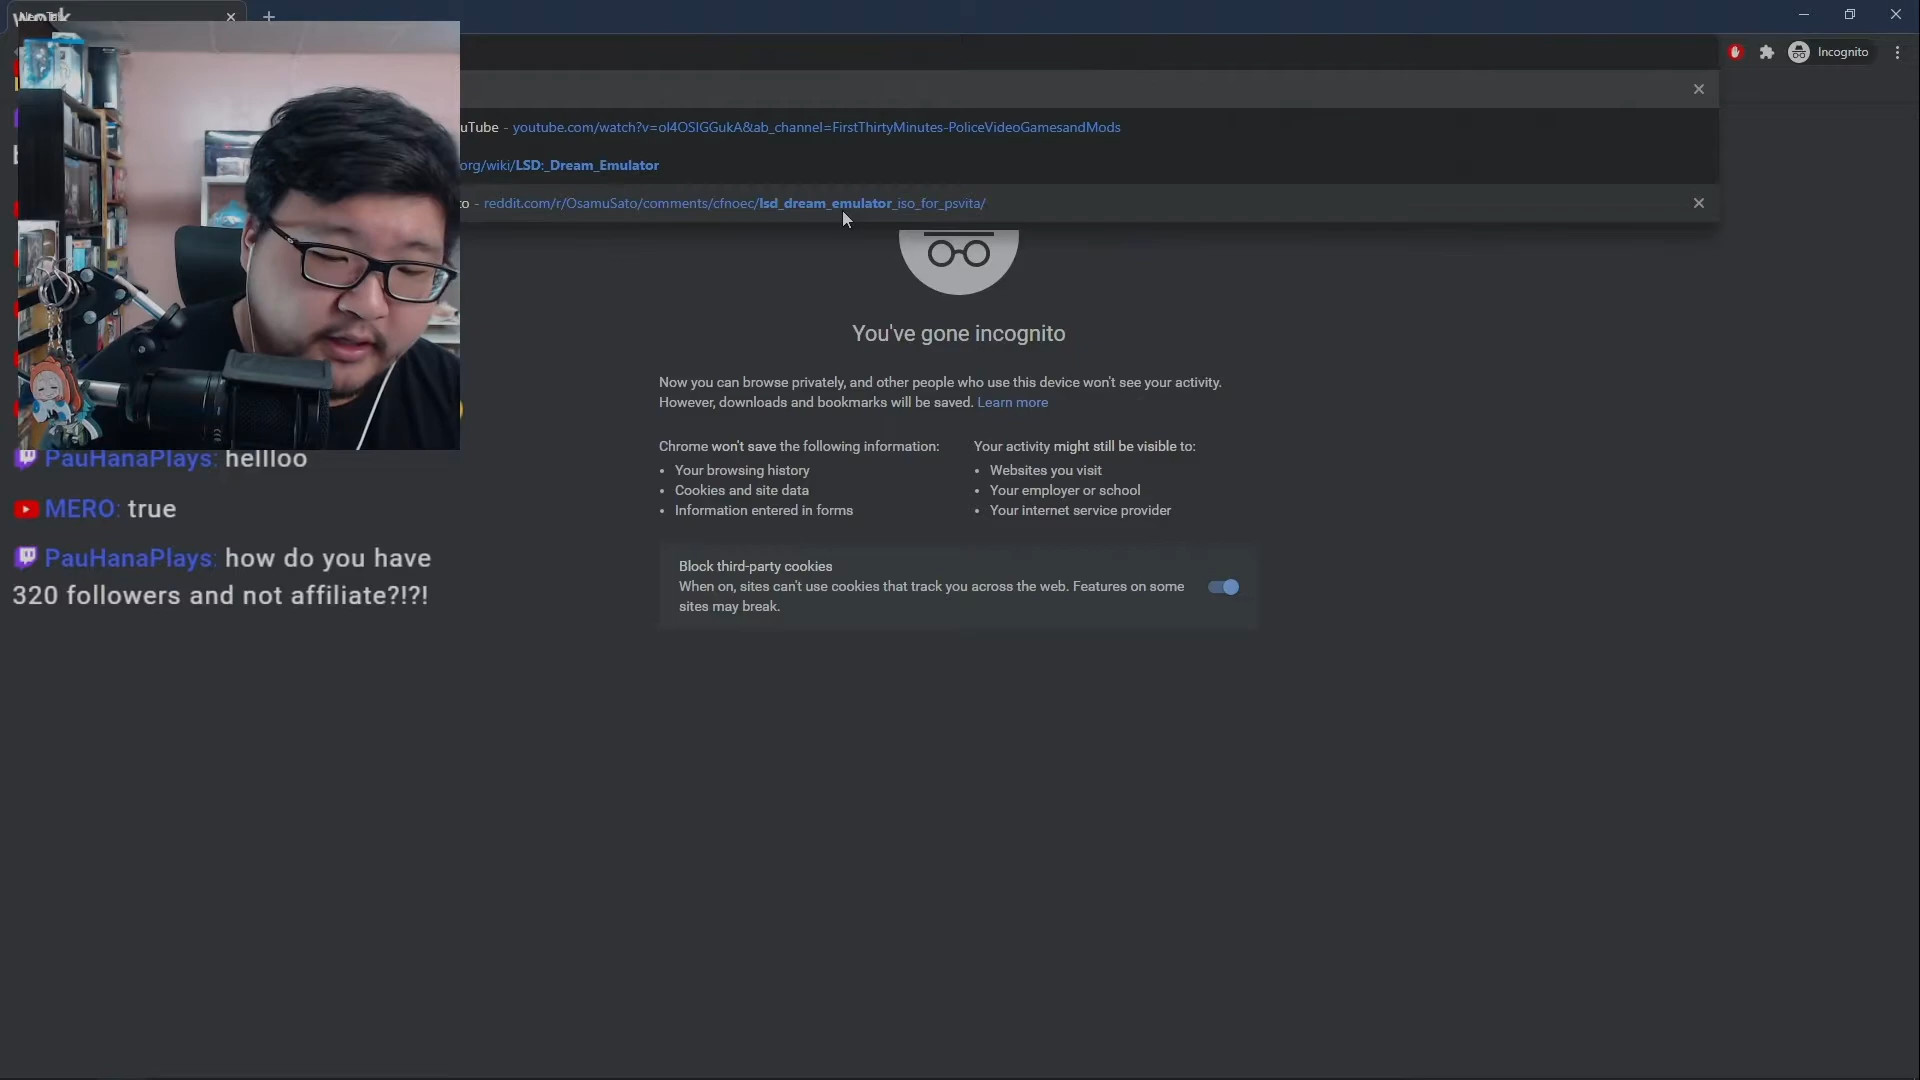 Incognito
uTube - youtube.com/watch?v=ol4OSlGGukA&ab_channel=FirstThirtyMinutes-PoliceVideoGamesandMods
org/wiki/LSD:_Dream_Emulator
to - reddit.com/r/OsamuSato/comments/cfnoec/lsd_dream_emulator_iso_for_psvita/
You've gone incognito
Now you can browse privately, and other people who use this device won't see your activity.
However, downloads and bookmarks will be saved. Learn more
Chrome won't save the following information:
Your browsing history
Cookies and site data
Information entered in forms
Your activity might still be visible to:
Websites you visit
Your employer or school
Your internet service provider
Block third-party cookies
When on, sites can't use cookies that track you across the web. Features on some
sites may break.
PauHanaPlays: hellloo
MERO: true
PauHanaPlays: how do you have
320 followers and not affiliate?!?!